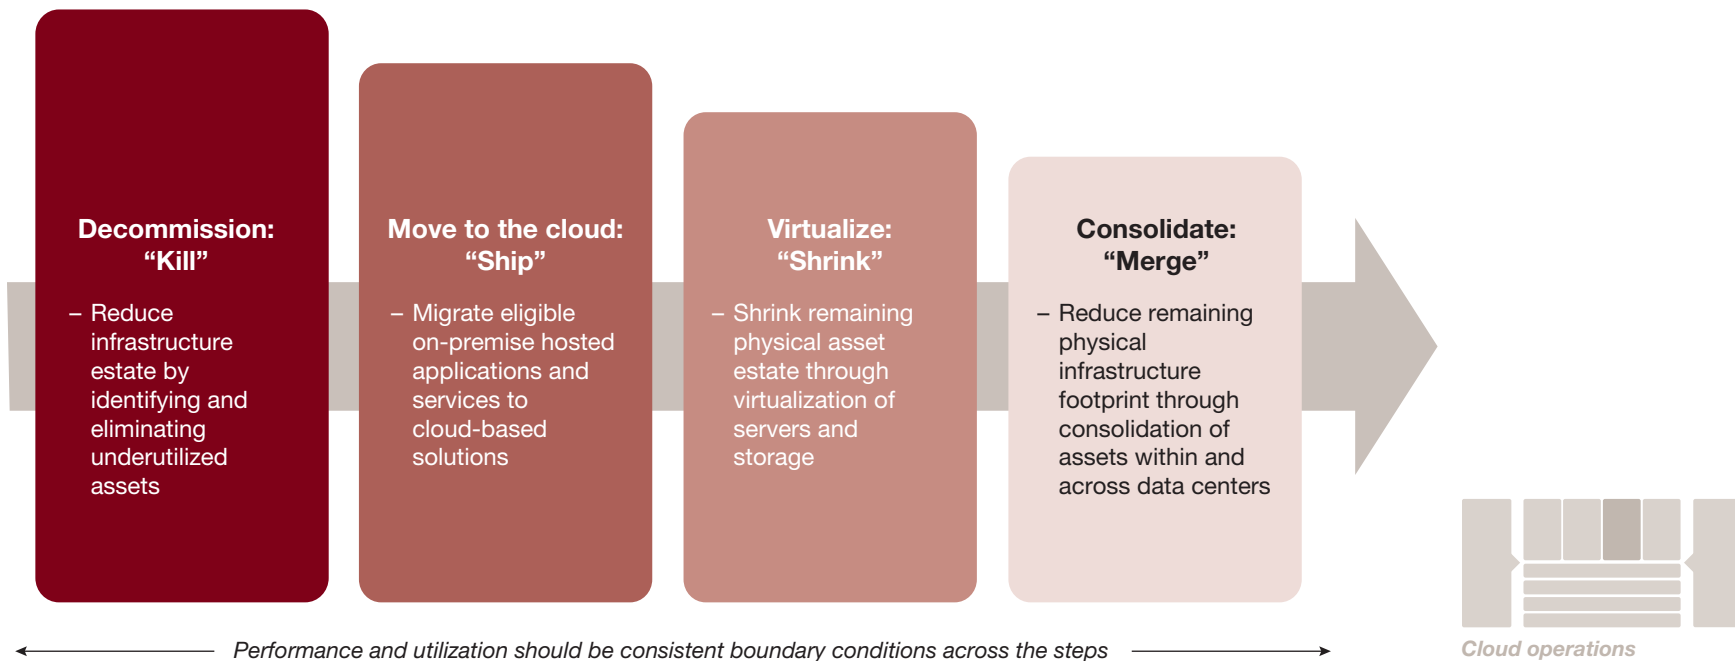 Decommission:
“Kill”
– Reduce
infrastructure
estate by
identifying and
eliminating
underutilized
assets
Move to the cloud:
“Ship”
– Migrate eligible
on-premise hosted
applications and
services to
cloud-based
solutions
Virtualize:
“Shrink”
– Shrink remaining
physical asset
estate through
virtualization of
servers and
storage
Consolidate:
“Merge”
– Reduce remaining
physical
infrastructure
footprint through
consolidation of
assets within and
across data centers
Performance and utilization should be consistent boundary conditions across the steps
Cloud operations